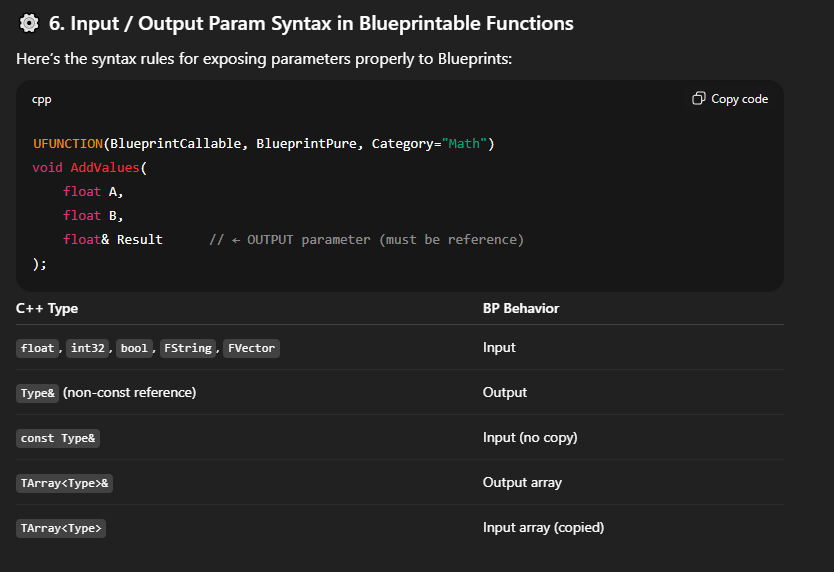 ⚙️ 6. Input / Output Param Syntax in Blueprintable Functions
Here's the syntax rules for exposing parameters properly to Blueprints:
cpp
Copy code
UFUNCTION(BlueprintCallable, BlueprintPure, Category="Math")
void AddValues(
    float A,
    float B,
    float& Result      // ← OUTPUT parameter (must be reference)
);
C++ Type BP Behavior
float, int32, bool, FString, FVector Input
Type& (non-const reference) Output
const Type& Input (no copy)
TArray<Type>& Output array
TArray<Type> Input array (copied)